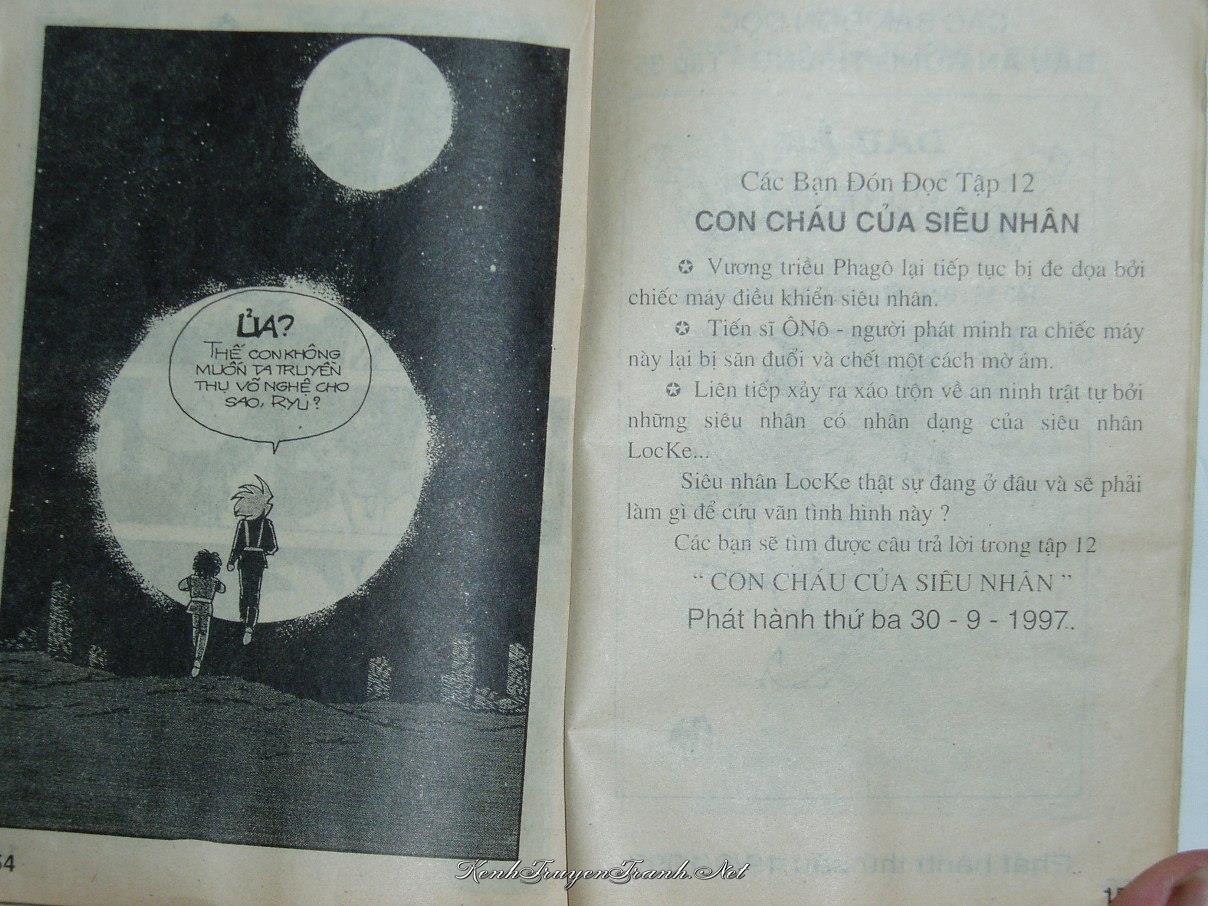 ỦA?
THẾ CON KHÔNG
MUỐN TA TRUYỀN
THỤ VÕ NGHỆ CHO
SAO, RYU?
Các Bạn Đón Đọc Tập 12
CON CHÁU CỦA SIÊU NHÂN
✪ Vương triều Phagô lại tiếp tục bị đe dọa bởi
chiếc máy điều khiển siêu nhân.
✪ Tiến sĩ ÔNô - người phát minh ra chiếc máy
này lại bị săn đuổi và chết một cách mờ ám.
✪ Liên tiếp xảy ra xáo trộn về an ninh trật tự bởi
những siêu nhân có nhân dạng của siêu nhân
LocKe...
Siêu nhân LocKe thật sự đang ở đâu và sẽ phải
làm gì để cứu vãn tình hình này ?
Các bạn sẽ tìm được câu trả lời trong tập 12
“ CON CHÁU CỦA SIÊU NHÂN ”
Phát hành thứ ba 30 - 9 - 1997.
KenhTruyenTranh.Net